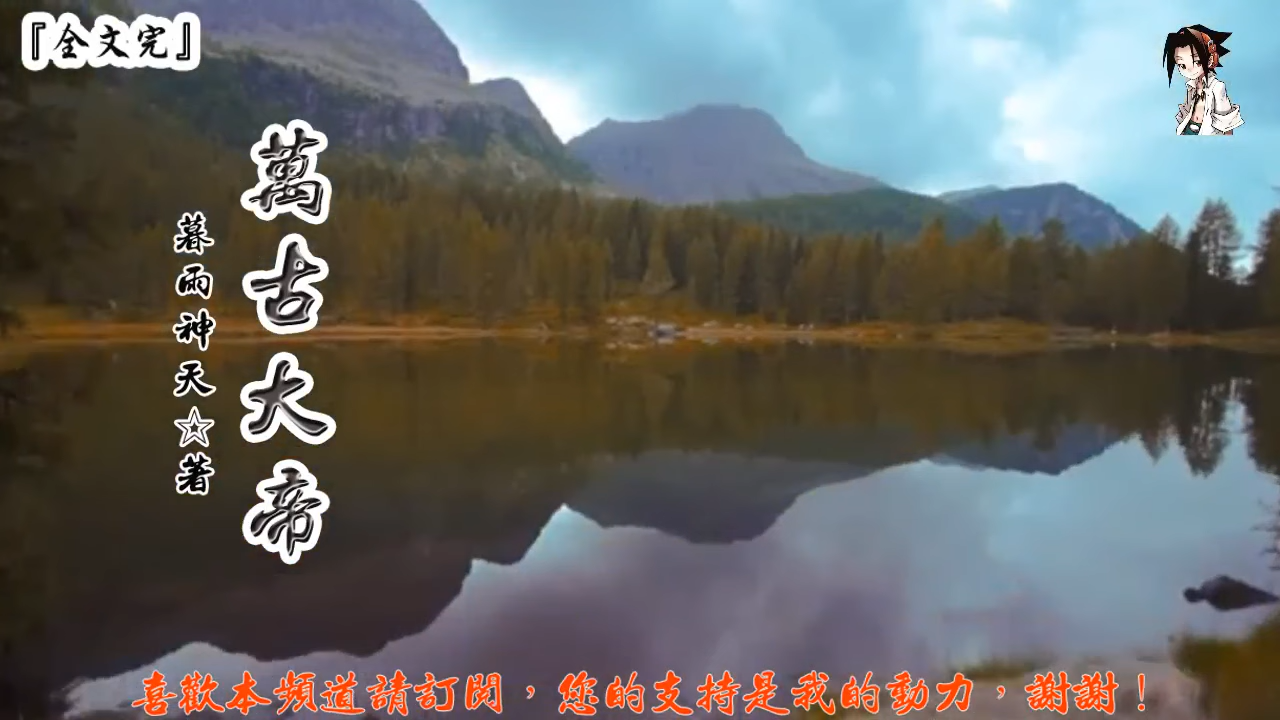 『全文完』
萬古大帝
暮雨神天☆著
喜歡本頻道請訂閱，您的支持是我的動力，謝謝！